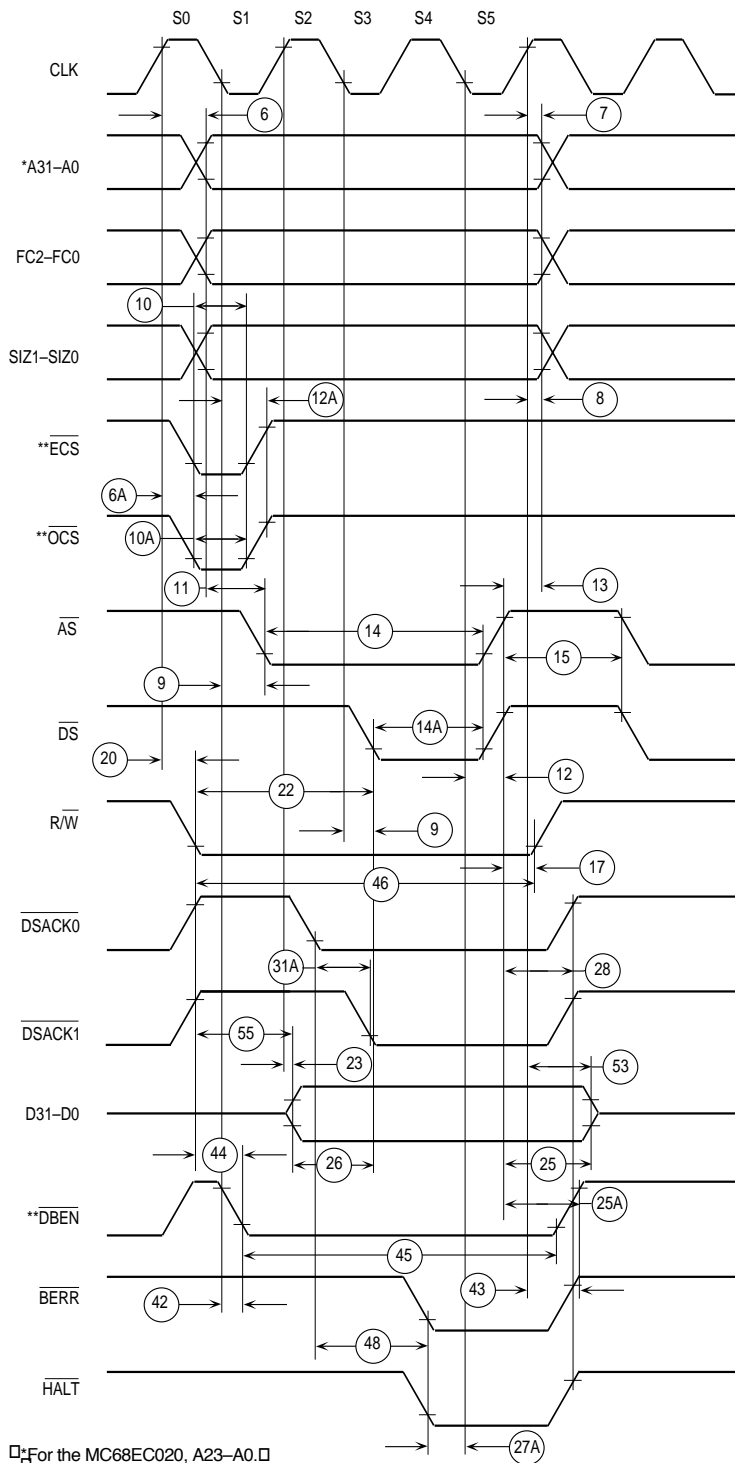 S0 S1 S2 S3 S4 S5
CLK
6 7
*A31–A0
FC2–FC0
10
SIZ1–SIZ0
12A 8
**ECS
6A
**OCS
10A
11 13
AS
14
15
9
DS
14A
20 12
22
R/W
9
17
46
DSACK0
31A 28
DSACK1
55
23 53
D31–D0
44 26 25
**DBEN
25A
45
BERR
42 43
48
HALT
27A
*For the MC68EC020, A23–A0.